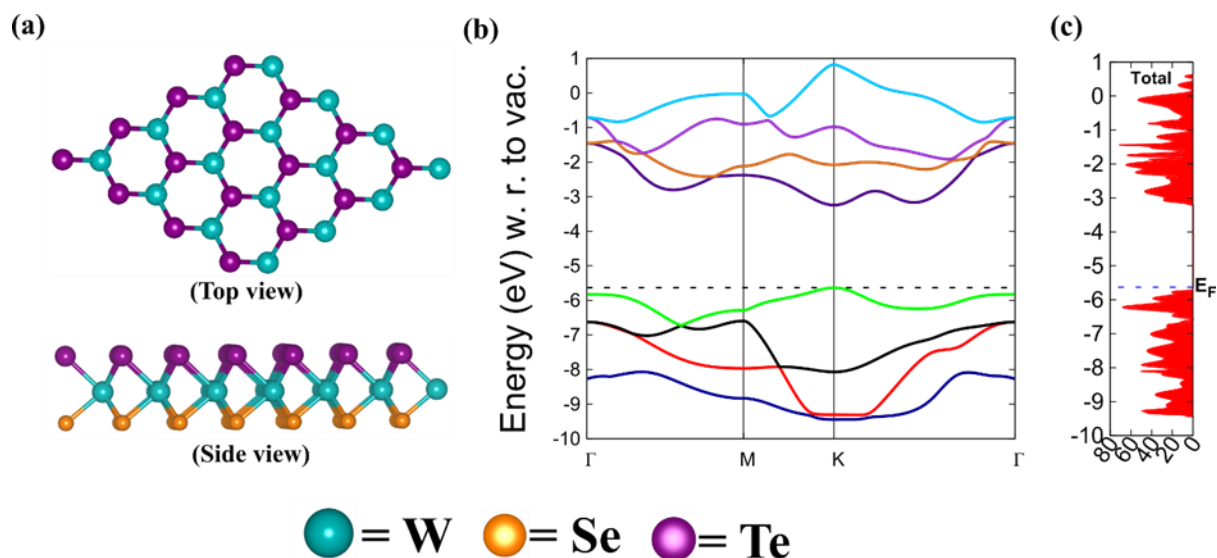 (a)
(Top view)
(Side view)
(b)
Energy (eV) w. r. to vac.
1
0
-1
-2
-3
-4
-5
-6
-7
-8
-9
-10
Γ M K Γ
(c)
Total
1
0
-1
-2
-3
-4
-5
-6
-7
-8
-9
-10
E_F
80 60 40 20 0
= W = Se = Te